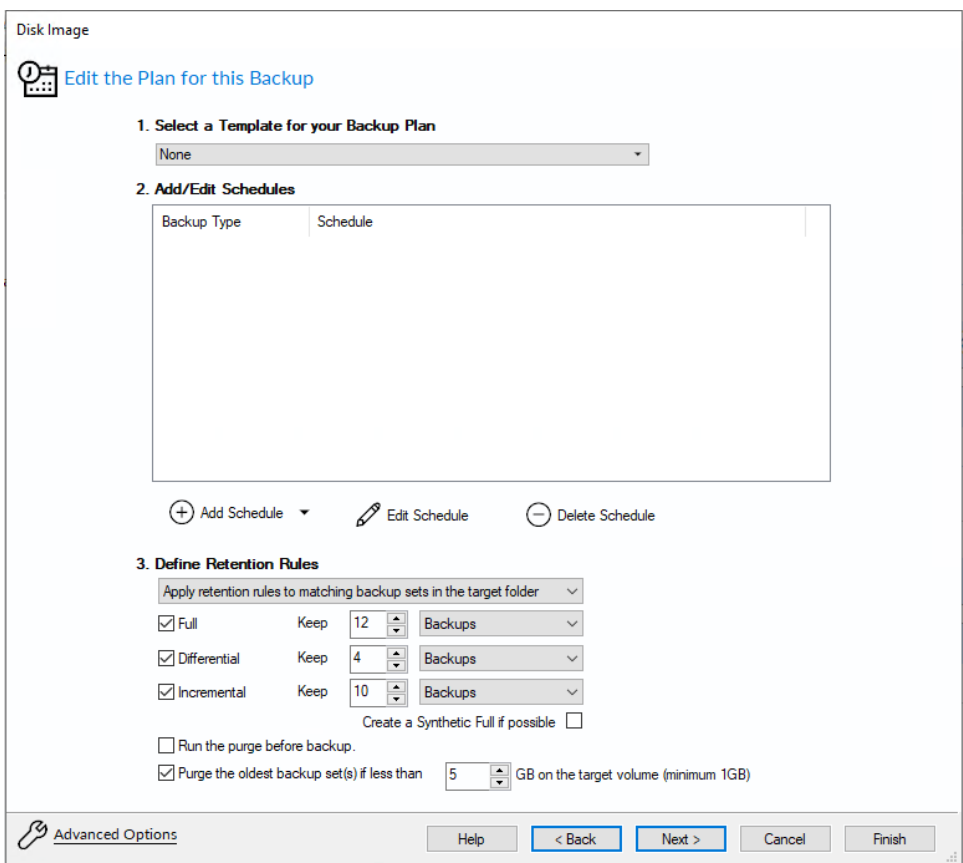 Disk Image
Edit the Plan for this Backup
1. Select a Template for your Backup Plan
None
2. Add/Edit Schedules
Backup Type Schedule
Add Schedule Edit Schedule Delete Schedule
3. Define Retention Rules
Apply retention rules to matching backup sets in the target folder
Full Keep 12 Backups
Differential Keep 4 Backups
Incremental Keep 10 Backups
Create a Synthetic Full if possible
Run the purge before backup.
Purge the oldest backup set(s) if less than 5 GB on the target volume (minimum 1GB)
Advanced Options Help < Back Next > Cancel Finish